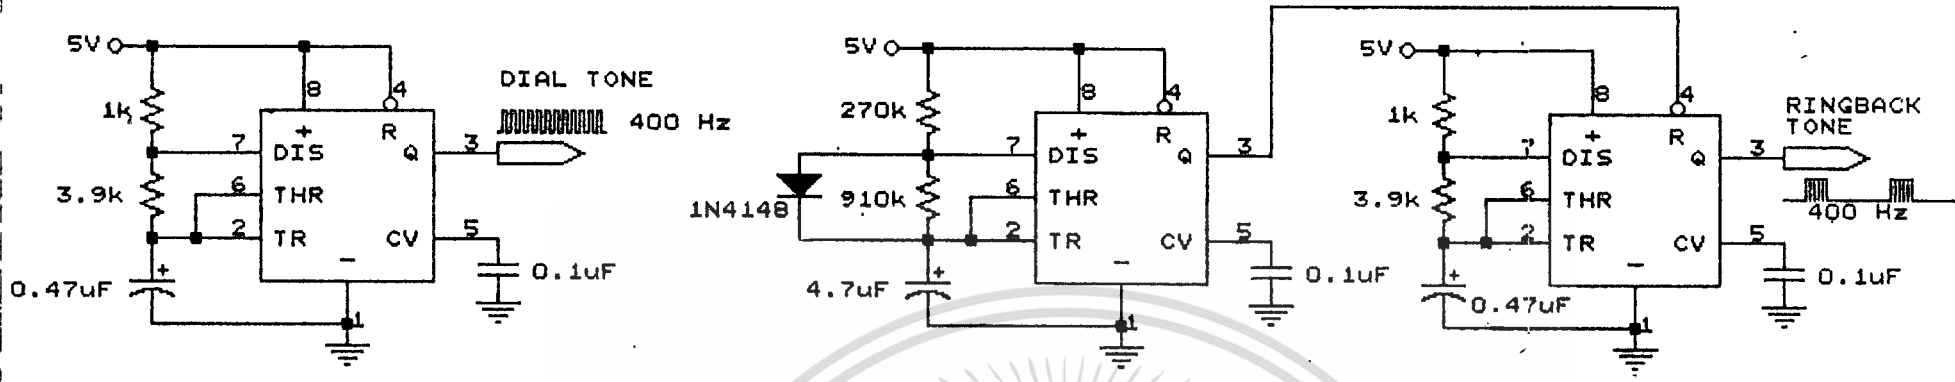 5V
1k
3.9k
0.47uF
8
4
7
6
2
3
5
1
+
R
DIS
Q
THR
TR
CV
-
+
DIAL TONE
400 Hz
0.1uF
5V
270k
910k
1N4148
4.7uF
8
4
7
6
2
3
5
1
+
R
DIS
Q
THR
TR
CV
-
+
0.1uF
5V
1k
3.9k
0.47uF
8
4
7
6
2
3
5
1
+
R
DIS
Q
THR
TR
CV
-
+
RINGBACK
TONE
400 Hz
0.1uF